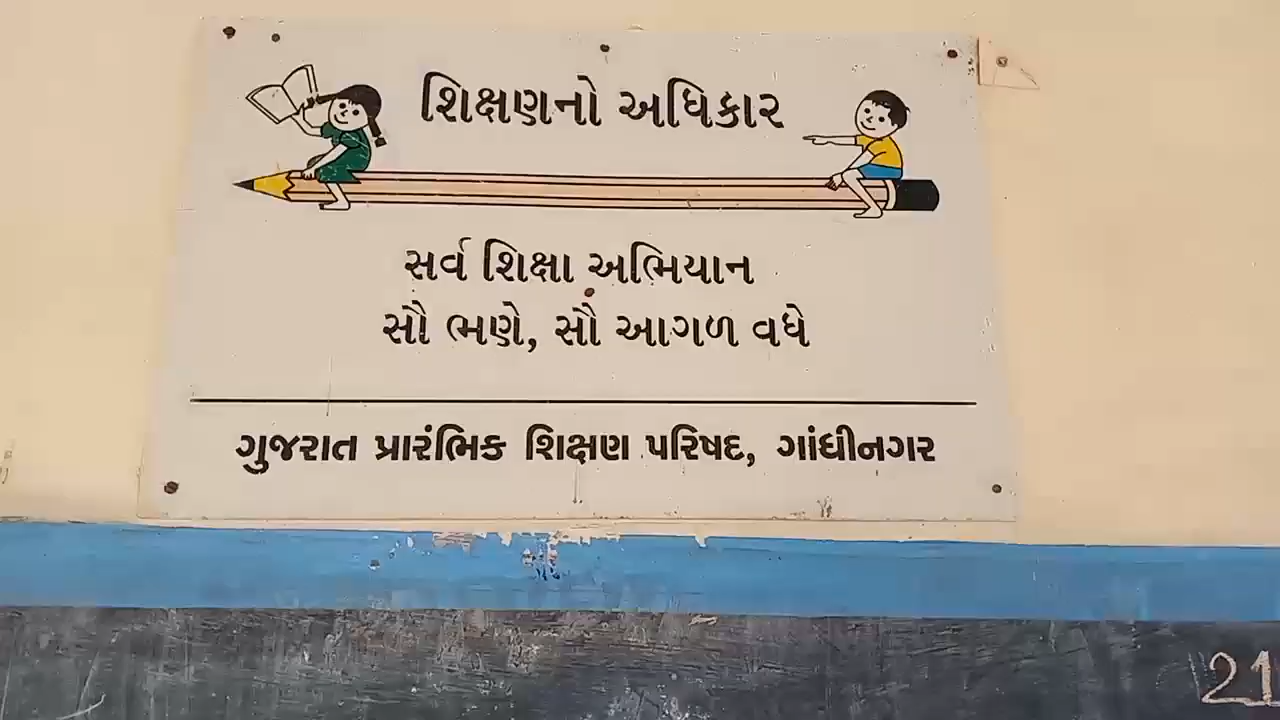 શિક્ષણનો અધિકાર
સર્વ શિક્ષા અભિયાન
સૌ ભણે, સૌ આગળ વધે
ગુજરાત પ્રારંભિક શિક્ષણ પરિષદ, ગાંધીનગર
21